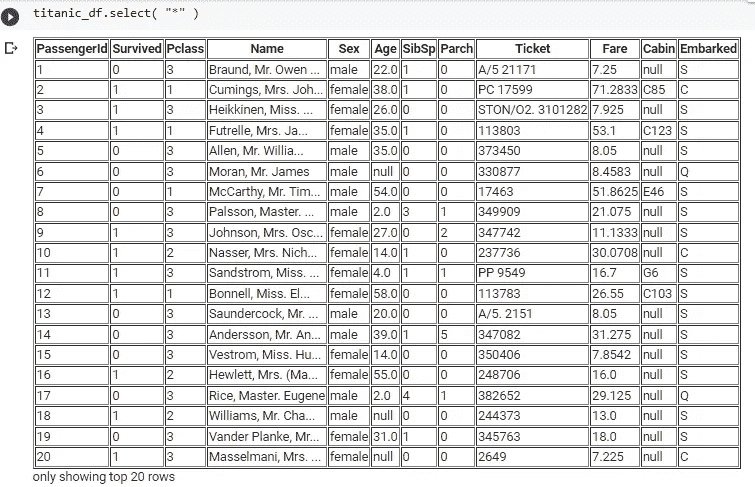 titanic_df.select( "*" )
PassengerId Survived Pclass Name Sex Age SibSp Parch Ticket Fare Cabin Embarked
1 0 3 Braund, Mr. Owen ... male 22.0 1 0 A/5 21171 7.25 null S
2 1 1 Cumings, Mrs. Joh... female 38.0 1 0 PC 17599 71.2833 C85 C
3 1 3 Heikkinen, Miss. ... female 26.0 0 0 STON/O2. 3101282 7.925 null S
4 1 1 Futrelle, Mrs. Ja... female 35.0 1 0 113803 53.1 C123 S
5 0 3 Allen, Mr. Willia... male 35.0 0 0 373450 8.05 null S
6 0 3 Moran, Mr. James male null 0 0 330877 8.4583 null Q
7 0 1 McCarthy, Mr. Tim... male 54.0 0 0 17463 51.8625 E46 S
8 0 3 Palsson, Master. ... male 2.0 3 1 349909 21.075 null S
9 1 3 Johnson, Mrs. Osc... female 27.0 0 2 347742 11.1333 null S
10 1 2 Nasser, Mrs. Nich... female 14.0 1 0 237736 30.0708 null C
11 1 3 Sandstrom, Miss. ... female 4.0 1 1 PP 9549 16.7 G6 S
12 1 1 Bonnell, Miss. El... female 58.0 0 0 113783 26.55 C103 S
13 0 3 Saundercock, Mr. ... male 20.0 0 0 A/5. 2151 8.05 null S
14 0 3 Andersson, Mr. An... male 39.0 1 5 347082 31.275 null S
15 0 3 Vestrom, Miss. Hu... female 14.0 0 0 350406 7.8542 null S
16 1 2 Hewlett, Mrs. (Ma... female 55.0 0 0 248706 16.0 null S
17 0 3 Rice, Master. Eugene male 2.0 4 1 382652 29.125 null Q
18 1 2 Williams, Mr. Cha... male null 0 0 244373 13.0 null S
19 0 3 Vander Planke, Mr... female 31.0 1 0 345763 18.0 null S
20 1 3 Masselmani, Mrs. ... female null 0 0 2649 7.225 null C
only showing top 20 rows